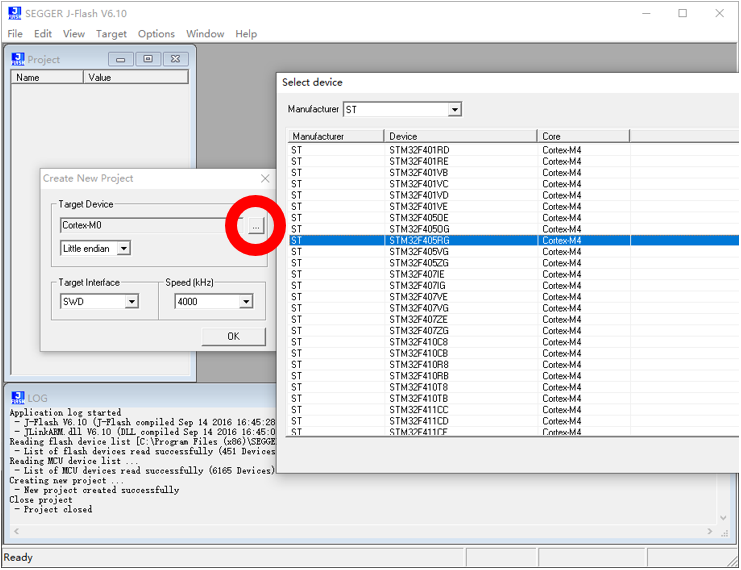 SEGGER J-Flash V6.10
File Edit View Target Options Window Help
Project
Name Value
Create New Project
Target Device
Cortex-M0
...
Little endian
Target Interface
SWD
Speed (kHz)
4000
OK
Select device
Manufacturer ST
Manufacturer Device Core
ST STM32F401RD Cortex-M4
ST STM32F401RE Cortex-M4
ST STM32F401VB Cortex-M4
ST STM32F401VC Cortex-M4
ST STM32F401VD Cortex-M4
ST STM32F401VE Cortex-M4
ST STM32F405OE Cortex-M4
ST STM32F405OG Cortex-M4
ST STM32F405RG Cortex-M4
ST STM32F405VG Cortex-M4
ST STM32F405ZG Cortex-M4
ST STM32F407IE Cortex-M4
ST STM32F407IG Cortex-M4
ST STM32F407VE Cortex-M4
ST STM32F407VG Cortex-M4
ST STM32F407ZE Cortex-M4
ST STM32F407ZG Cortex-M4
ST STM32F410C8 Cortex-M4
ST STM32F410CB Cortex-M4
ST STM32F410R8 Cortex-M4
ST STM32F410RB Cortex-M4
ST STM32F410T8 Cortex-M4
ST STM32F410TB Cortex-M4
ST STM32F411CC Cortex-M4
ST STM32F411CD Cortex-M4
ST STM32F411CE Cortex-M4
LOG
Application log started
- J-Flash V6.10 (J-Flash compiled Sep 14 2016 16:45:28
- JLinkARM.dll V6.10 (DLL compiled Sep 14 2016 16:45:0
Reading flash device list [C:\Program Files (x86)\SEGGE
- List of flash devices read successfully (451 Devices
Reading MCU device list ...
- List of MCU devices read successfully (6165 Devices)
Creating new project ...
- New project created successfully
Close project
- Project closed
Ready